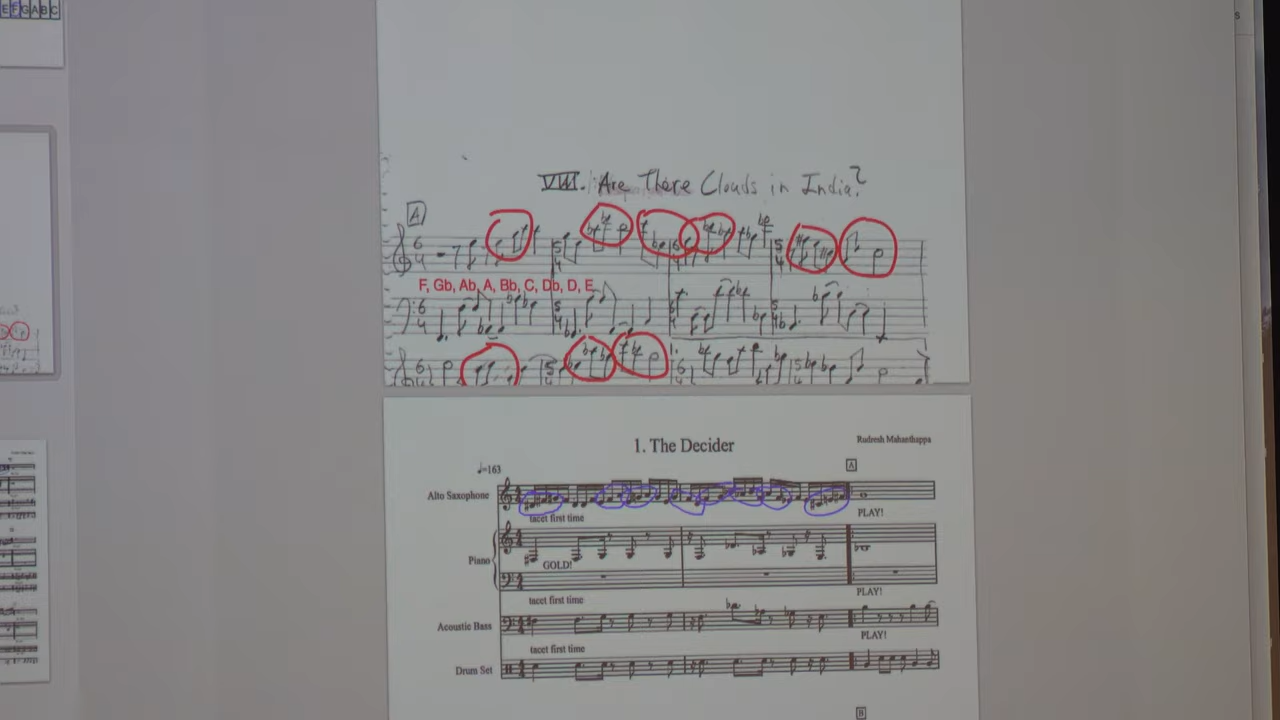 E F G A B C
s
VIII. Are There Clouds in India?
A
F, Gb, Ab, A, Bb, C, Db, D, E
1. The Decider
Rudresh Mahanthappa
♩=163
A
Alto Saxophone
tacet first time
PLAY!
Piano
GOLD!
tacet first time
PLAY!
Acoustic Bass
PLAY!
tacet first time
Drum Set
B